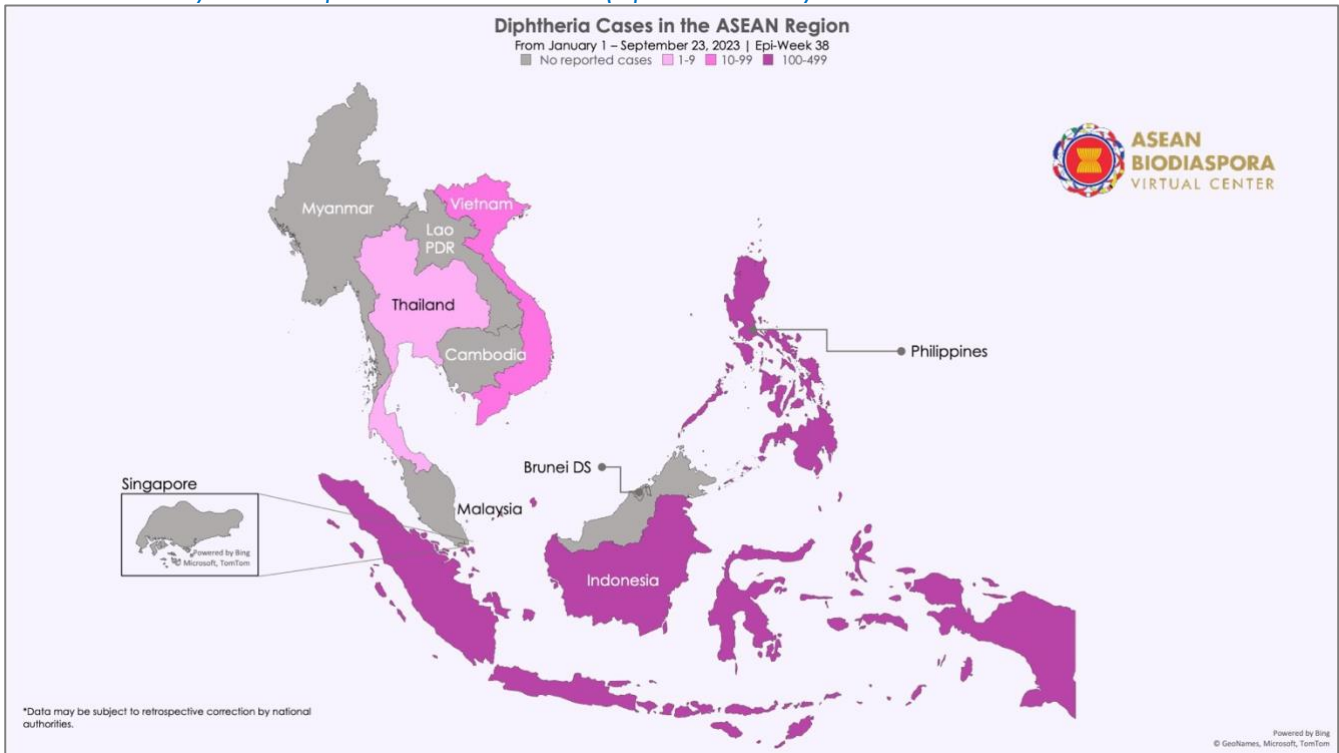 Diphtheria Cases in the ASEAN Region
From January 1 – September 23, 2023 | Epi-Week 38
No reported cases 1-9 10-99 100-499
ASEAN
BIODIASPORA
VIRTUAL CENTER
Myanmar
Vietnam
Lao
PDR
Thailand
Cambodia
Philippines
Brunei DS
Singapore
Malaysia
Powered by Bing
Microsoft, TomTom
Indonesia
*Data may be subject to retrospective correction by national
authorities.
Powered by Bing
© GeoNames, Microsoft, TomTom